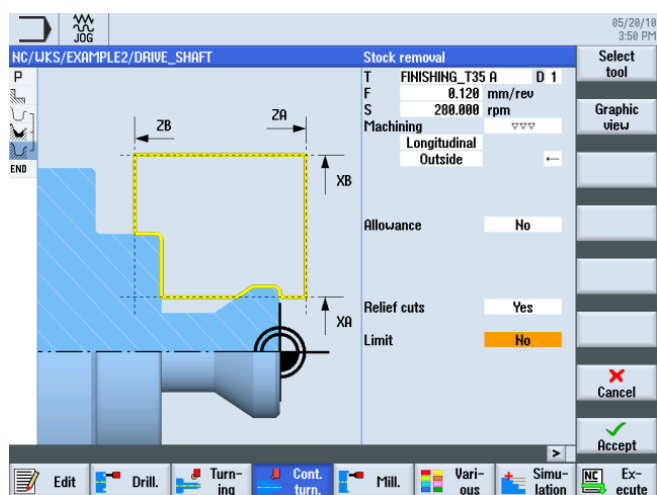 JOG
05/20/10
3:50 PM
NC/WKS/EXAMPLE2/DRIVE_SHAFT
Stock removal
Select
tool
P
END
ZB
ZA
XB
XA
T FINISHING_T35 A D 1
F 0.120 mm/rev
S 280.000 rpm
Machining ▽▽▽
Longitudinal
Outside ←
Allowance No
Relief cuts Yes
Limit No
Graphic
view
Cancel
Accept
>
Edit
Drill.
Turn-
ing
Cont.
turn.
Mill.
Vari-
ous
Simu-
lation
NC
Ex-
ecute